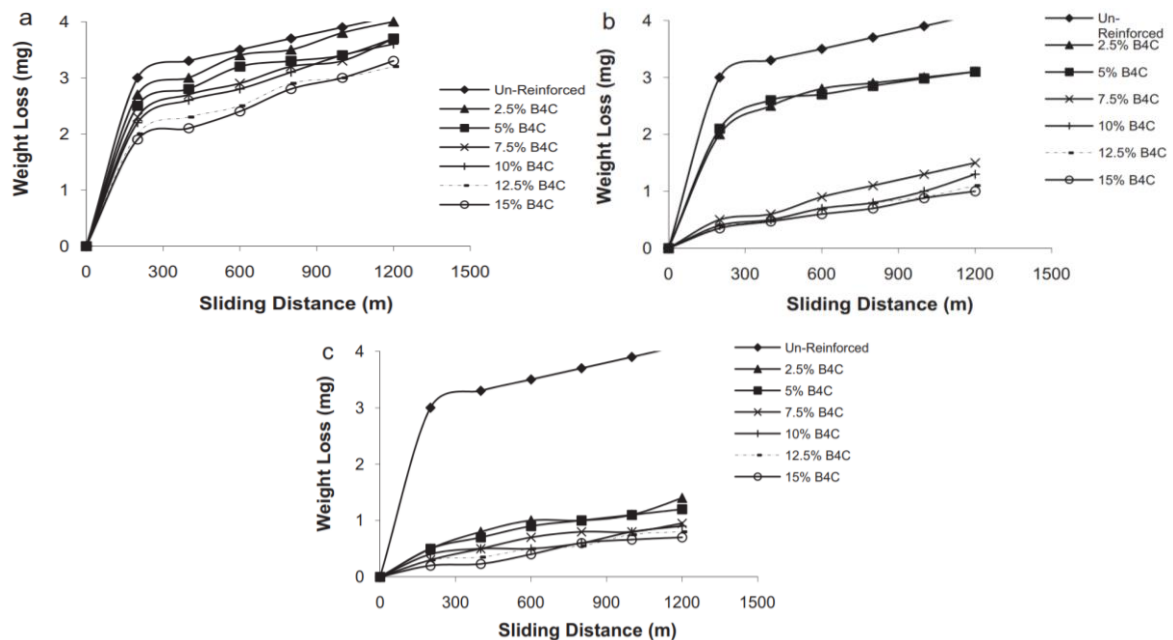 a
Weight Loss (mg)
4
3
2
1
0
0 300 600 900 1200 1500
Sliding Distance (m)
Un-Reinforced
2.5% B4C
5% B4C
7.5% B4C
10% B4C
12.5% B4C
15% B4C
b
Weight Loss (mg)
4
3
2
1
0
0 300 600 900 1200 1500
Sliding Distance (m)
Un-
Reinforced
2.5% B4C
5% B4C
7.5% B4C
10% B4C
12.5% B4C
15% B4C
c
Weight Loss (mg)
4
3
2
1
0
0 300 600 900 1200 1500
Sliding Distance (m)
Un-Reinforced
2.5% B4C
5% B4C
7.5% B4C
10% B4C
12.5% B4C
15% B4C